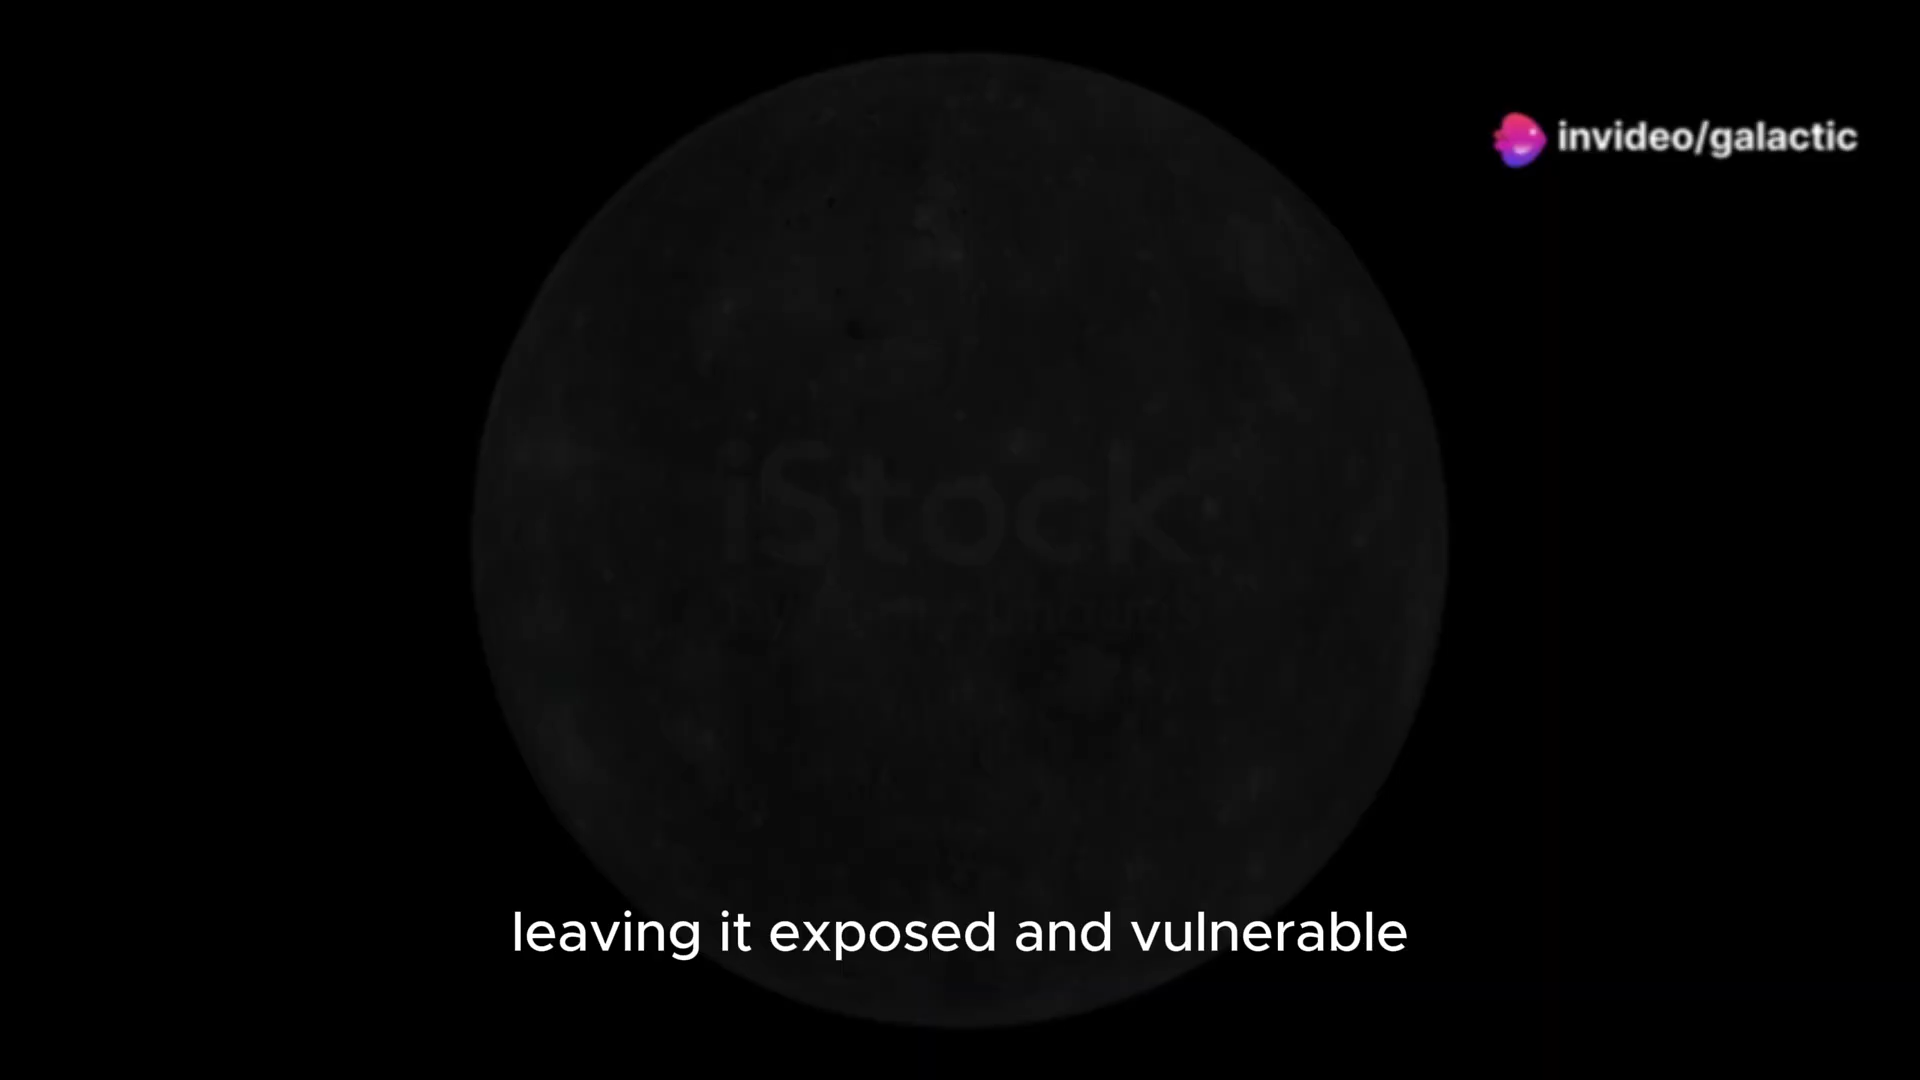 invideo/galactic
iStock
leaving it exposed and vulnerable